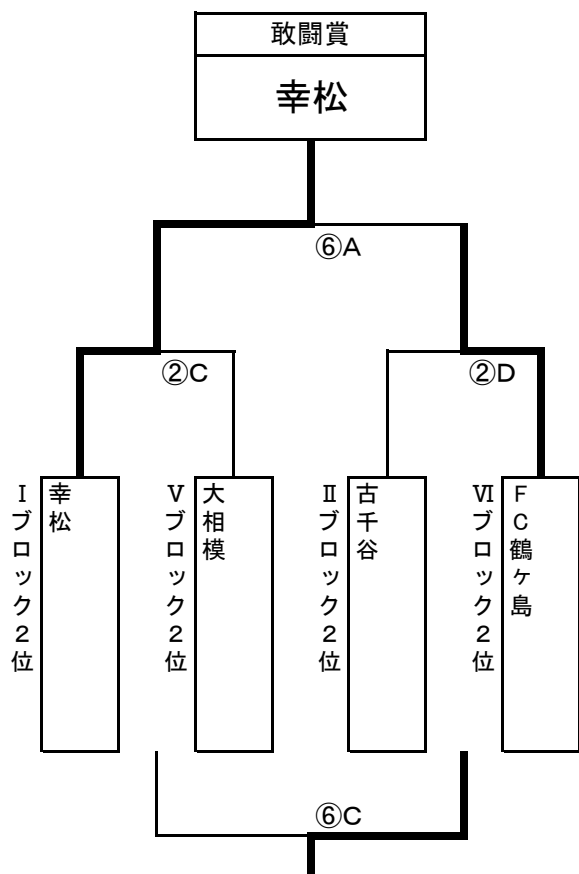 敢闘賞
幸松
⑥A
②C
②D
Ⅰブロック2位
幸松
Ⅴブロック2位
大相模
Ⅱブロック2位
古千谷
Ⅵブロック2位
FC鶴ヶ島
⑥C